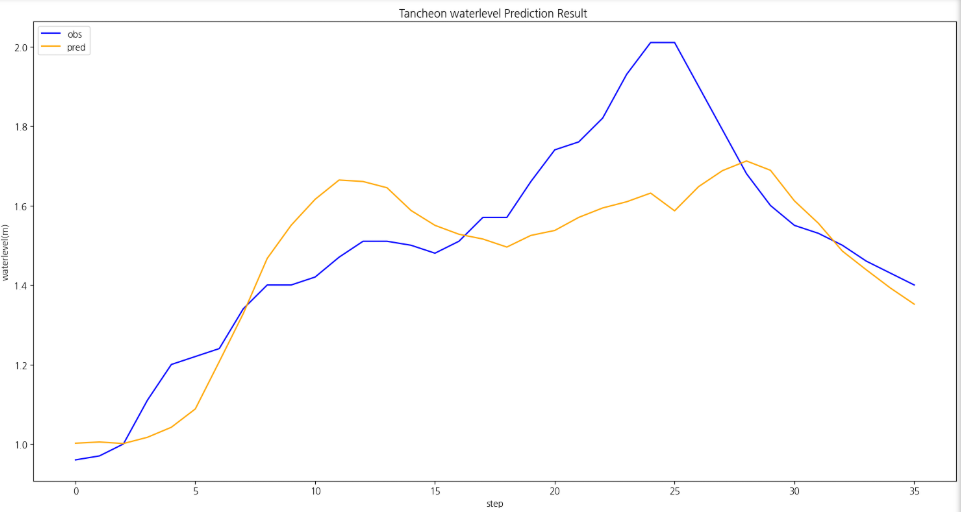 Tancheon waterlevel Prediction Result
obs
pred
2.0
1.8
1.6
1.4
1.2
1.0
waterlevel(m)
0 5 10 15 20 25 30 35
step